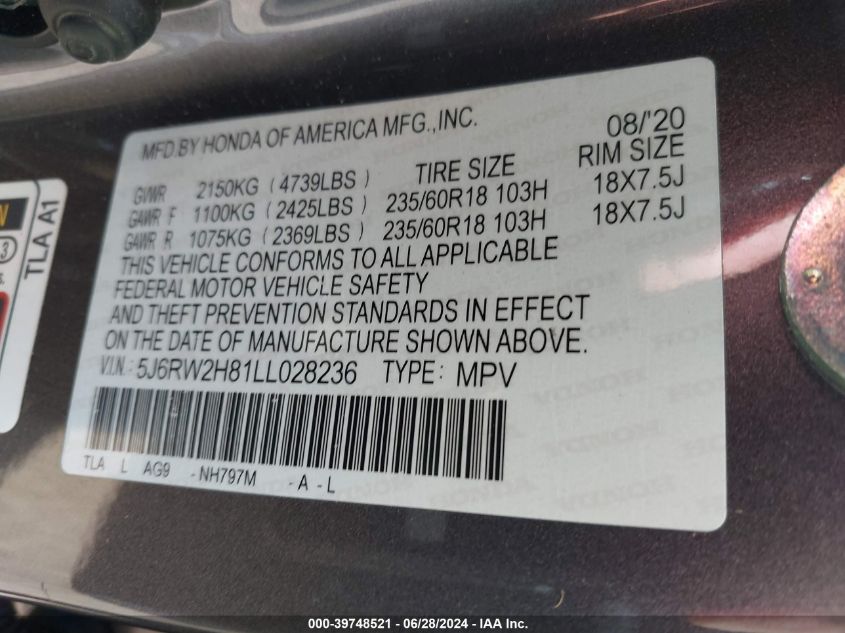 MFD.BY HONDA OF AMERICA MFG.,INC. 08/'20
TIRE SIZE RIM SIZE
GVWR 2150KG (4739LBS)
GAWR F 1100KG (2425LBS) 235/60R18 103H 18X7.5J
GAWR R 1075KG (2369LBS) 235/60R18 103H 18X7.5J
THIS VEHICLE CONFORMS TO ALL APPLICABLE
FEDERAL MOTOR VEHICLE SAFETY
AND THEFT PREVENTION STANDARDS IN EFFECT
ON THE DATE OF MANUFACTURE SHOWN ABOVE.
V.I.N.: 5J6RW2H81LL028236 TYPE: MPV
TLA L AG9 -NH797M -A -L
TLA A1
000-39748521 - 06/28/2024 - IAA Inc.